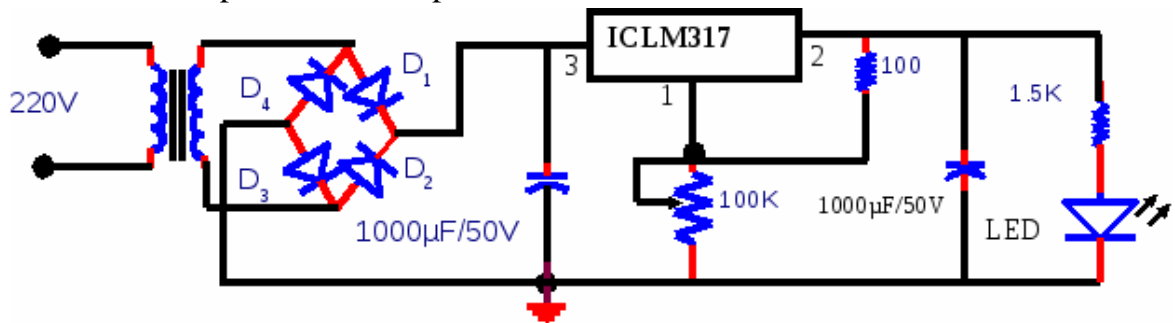 220V
D4
D1
D3
D2
1000µF/50V
3
ICLM317
2
1
100
100K
1000µF/50V
1.5K
LED